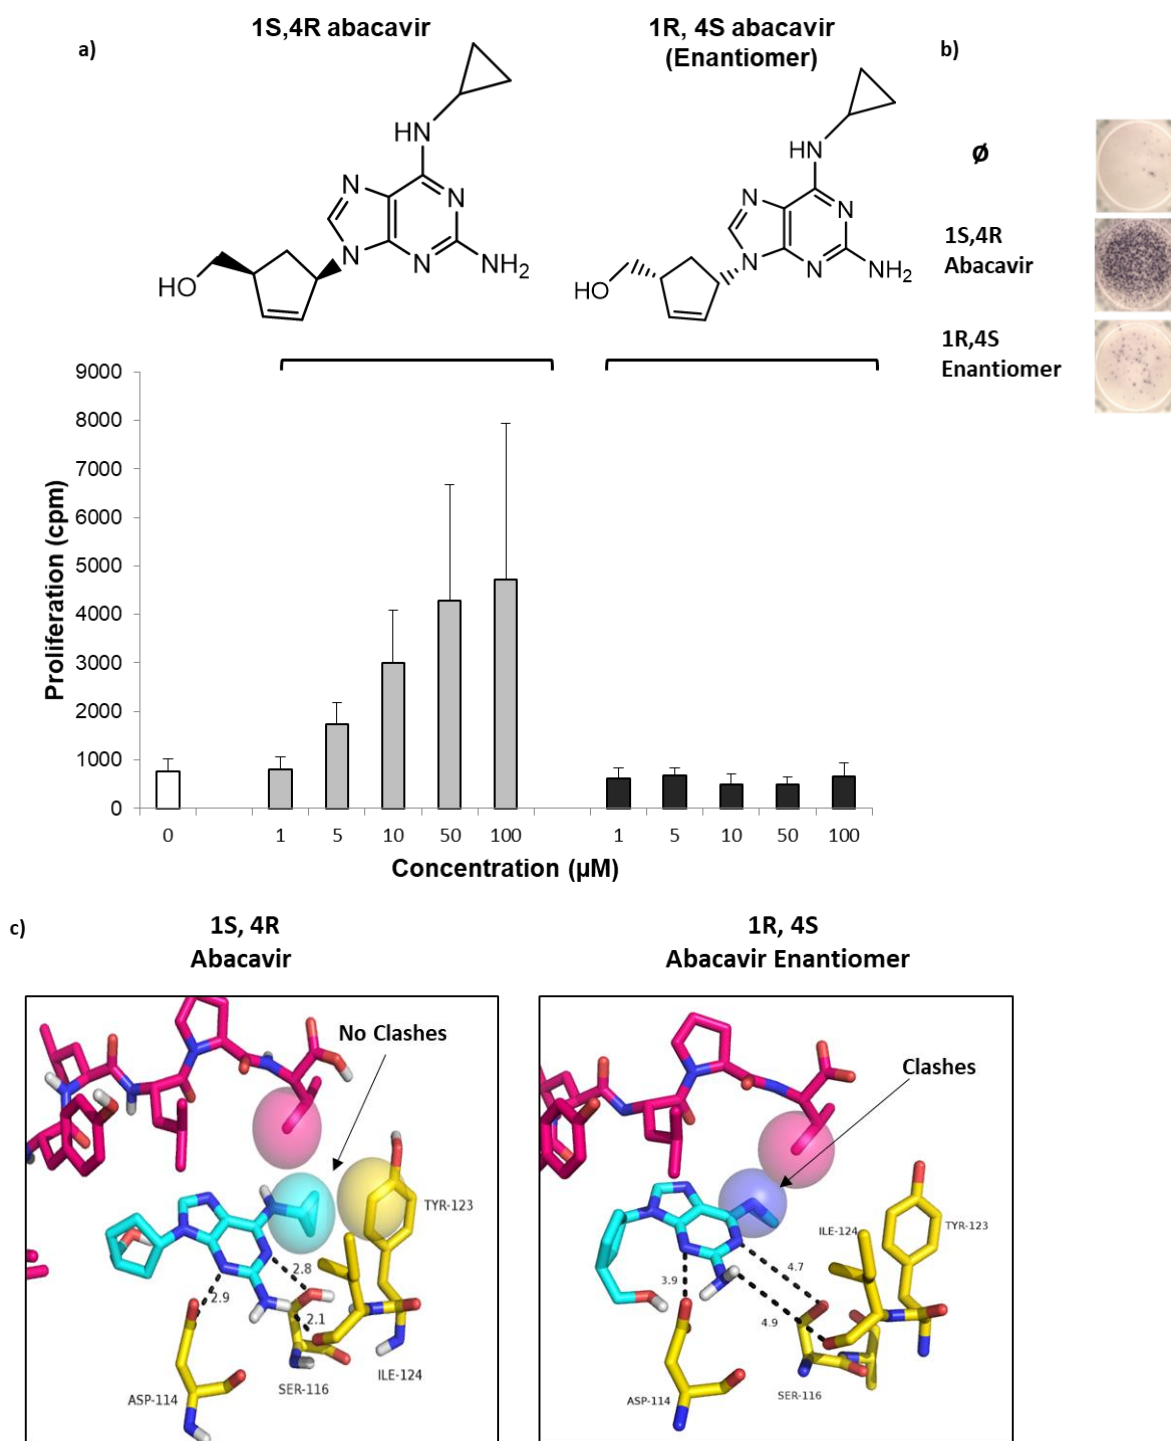 a)
1S,4R abacavir
1R, 4S abacavir
(Enantiomer)
b)
HN
N
N
N
N
NH2
HO
HN
N
N
N
N
NH2
HO
ø
1S,4R
Abacavir
1R,4S
Enantiomer
Proliferation (cpm)
9000
8000
7000
6000
5000
4000
3000
2000
1000
0
0 1 5 10 50 100 1 5 10 50 100
Concentration (µM)
c)
1S, 4R
Abacavir
1R, 4S
Abacavir Enantiomer
No Clashes
TYR-123
2.8
2.9
2.1
ASP-114
SER-116
ILE-124
Clashes
ILE-124
TYR-123
3.9
4.7
4.9
ASP-114
SER-116